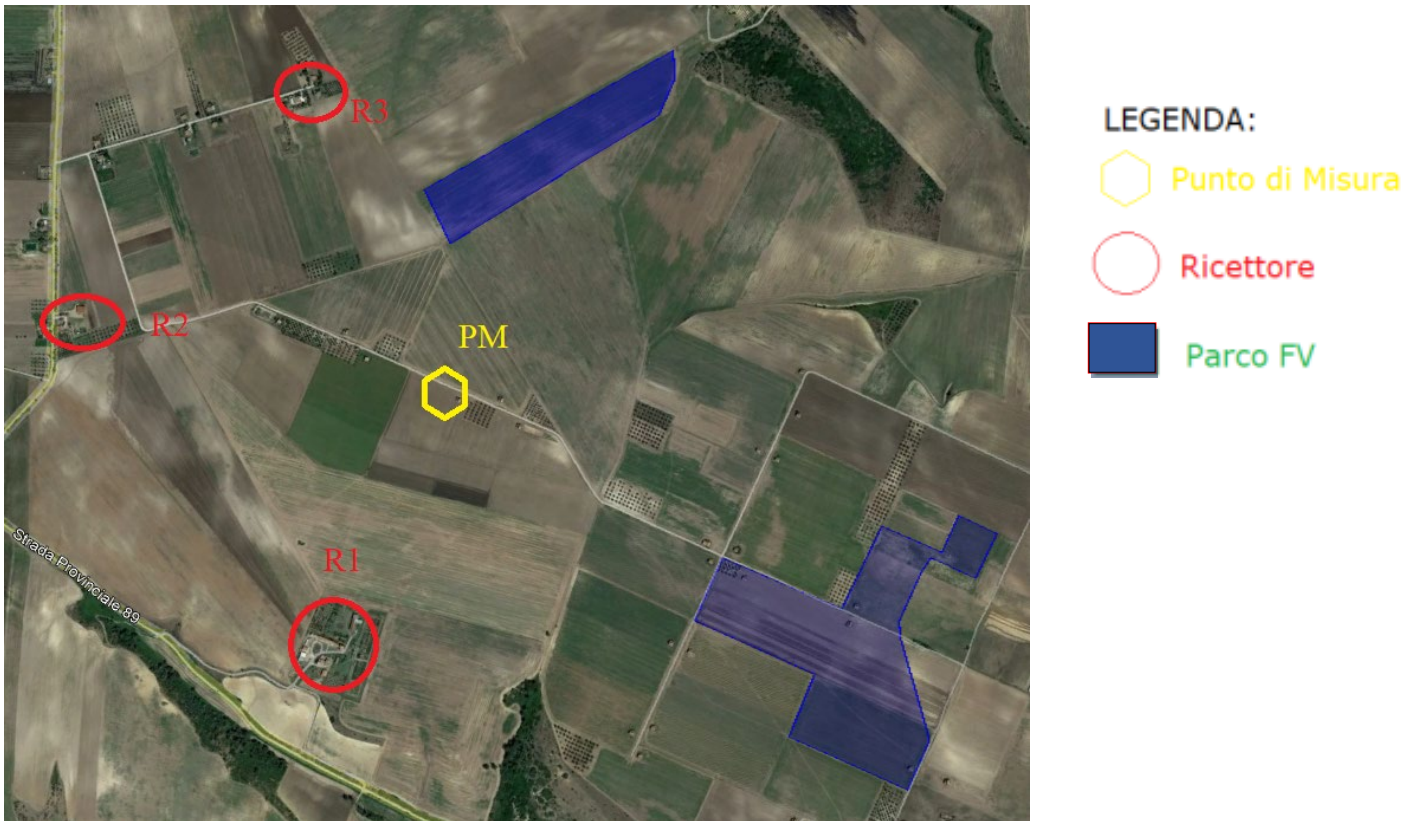 R3
R2
PM
R1
Strada Provinciale 89
LEGENDA:
Punto di Misura
Ricettore
Parco FV